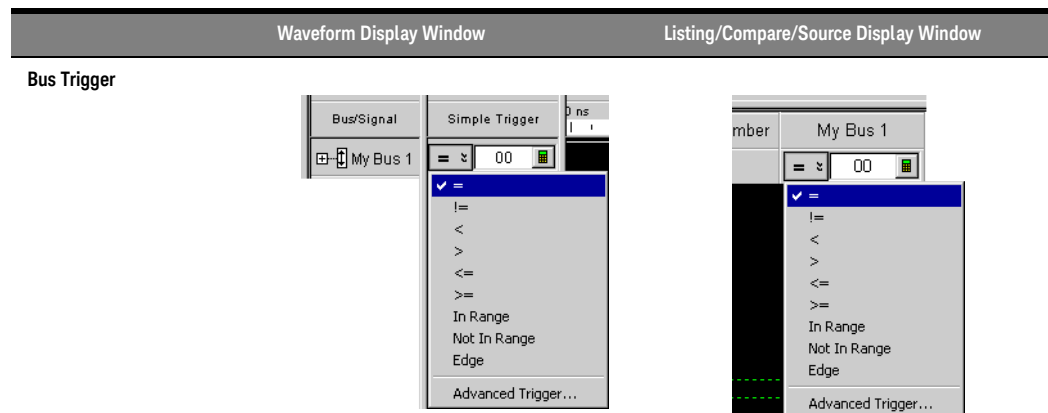 Waveform Display Window
Listing/Compare/Source Display Window
Bus Trigger
Bus/Signal
Simple Trigger
0 ns
My Bus 1
= 00
=
!=
<
>
<=
>=
In Range
Not In Range
Edge
Advanced Trigger...
mber
My Bus 1
= 00
=
!=
<
>
<=
>=
In Range
Not In Range
Edge
Advanced Trigger...